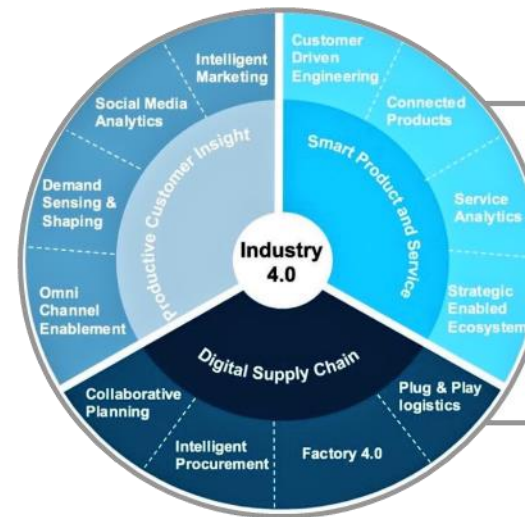 Intelligent
Marketing
Social Media
Analytics
Demand
Sensing &
Shaping
Omni
Channel
Enablement
Productive Customer Insight
Customer
Driven
Engineering
Connected
Products
Service
Analytics
Strategic
Enabled
Ecosystem
Smart Product and Service
Industry
4.0
Digital Supply Chain
Collaborative
Planning
Intelligent
Procurement
Factory 4.0
Plug & Play
logistics